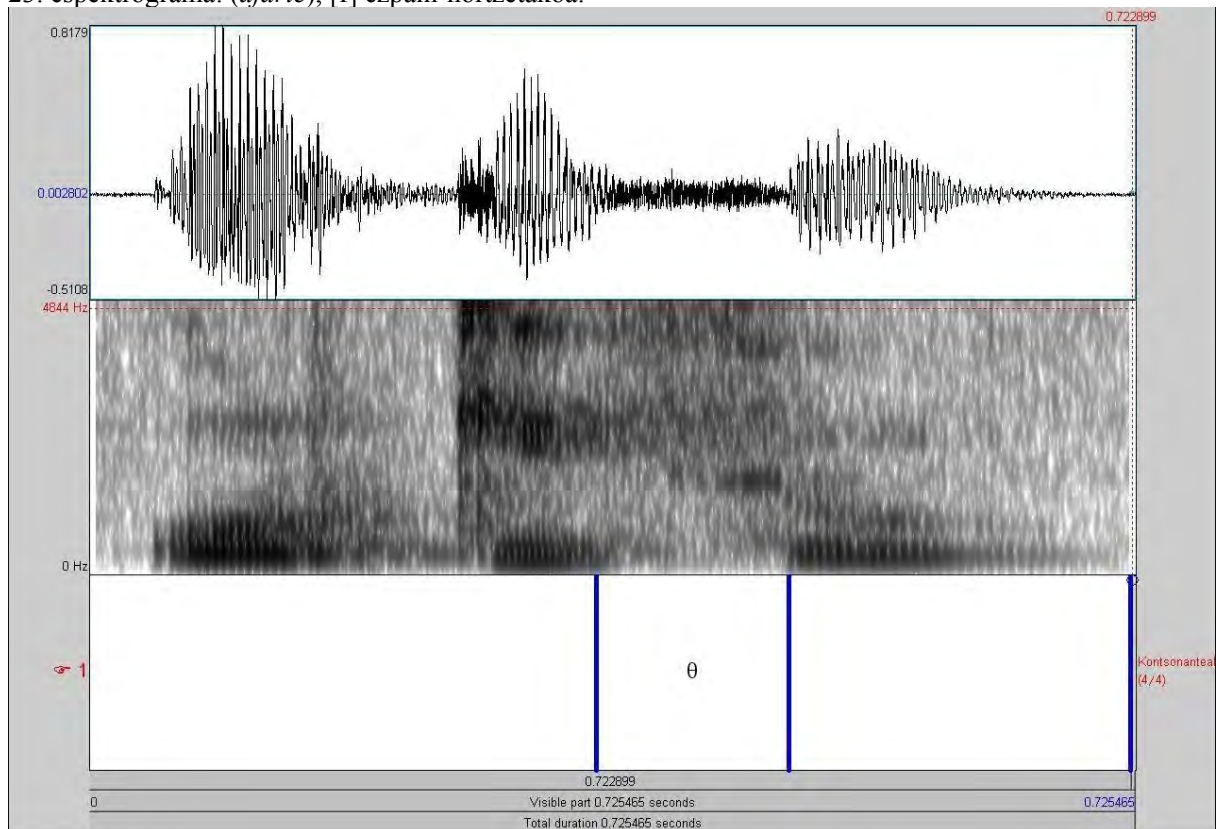 0.722899
0.8179
0.002802
-0.5108
4844 Hz
0 Hz
1
θ
Kontsonanteak
(4/4)
0.722899
0
Visible part 0.725465 seconds
0.725465
Total duration 0.725465 seconds